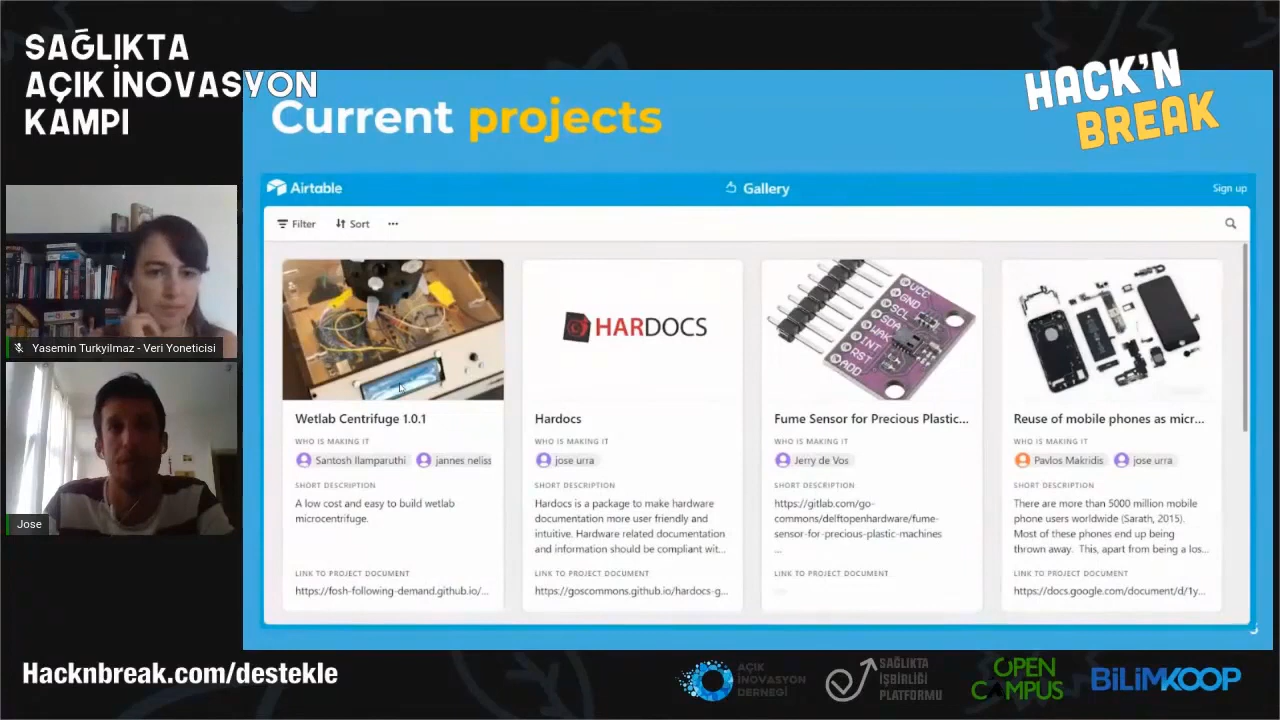 SAĞLIKTA
AÇIK İNOVASYON
KAMPI
HACK'N
BREAK
Current projects
Airtable
Gallery
Sign up
Filter
Sort
...
Yasemin Turkyilmaz - Veri Yoneticisi
Jose
Wetlab Centrifuge 1.0.1
WHO IS MAKING IT
Santosh Ilamparuthi
jannes neliss
SHORT DESCRIPTION
A low cost and easy to build wetlab
microcentrifuge.
LINK TO PROJECT DOCUMENT
https://fosh-following-demand.github.io/...
HARDOCS
Hardocs
WHO IS MAKING IT
jose urra
SHORT DESCRIPTION
Hardocs is a package to make hardware
documentation more user friendly and
intuitive. Hardware related documentation
and information should be compliant wit...
LINK TO PROJECT DOCUMENT
https://goscommons.github.io/hardocs-g...
VCC
GND
SCL
SDA
WAK
INT
RST
ADD
Fume Sensor for Precious Plastic...
WHO IS MAKING IT
Jerry de Vos
SHORT DESCRIPTION
https://gitlab.com/go-
commons/delftopenhardware/fume-
sensor-for-precious-plastic-machines
...
LINK TO PROJECT DOCUMENT
Reuse of mobile phones as micr...
WHO IS MAKING IT
Pavlos Makridis
jose urra
SHORT DESCRIPTION
There are more than 5000 million mobile
phone users worldwide (Sarath, 2015).
Most of these phones end up being
thrown away. This, apart from being a los...
LINK TO PROJECT DOCUMENT
https://docs.google.com/document/d/1y...
Hacknbreak.com/destekle
AÇIK
İNOVASYON
DERNEĞİ
SAĞLIKTA
İŞBİRLİĞİ
PLATFORMU
OPEN
CAMPUS
BİLİMKOOP